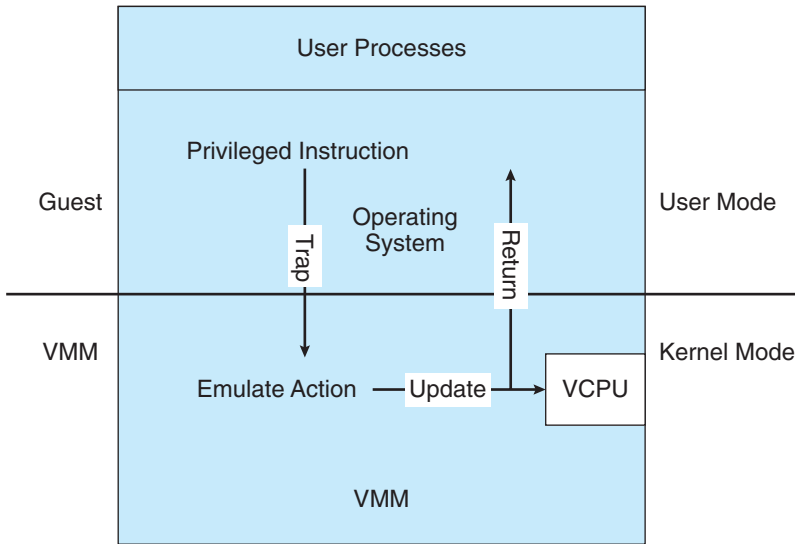 User Processes
Privileged Instruction
Guest
User Mode
Operating
System
Trap
Return
VMM
Kernel Mode
Emulate Action
Update
VCPU
VMM